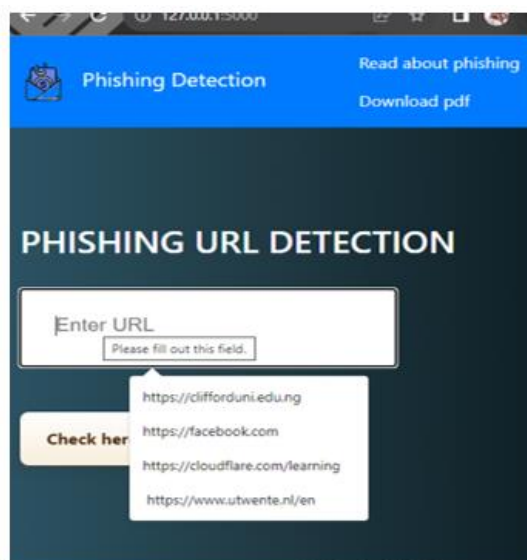 127.0.0.1:5000
Phishing Detection
Read about phishing
Download pdf
PHISHING URL DETECTION
Enter URL
Please fill out this field.
https://clifforduni.edu.ng
https://facebook.com
https://cloudflare.com/learning
https://www.utwente.nl/en
Check her